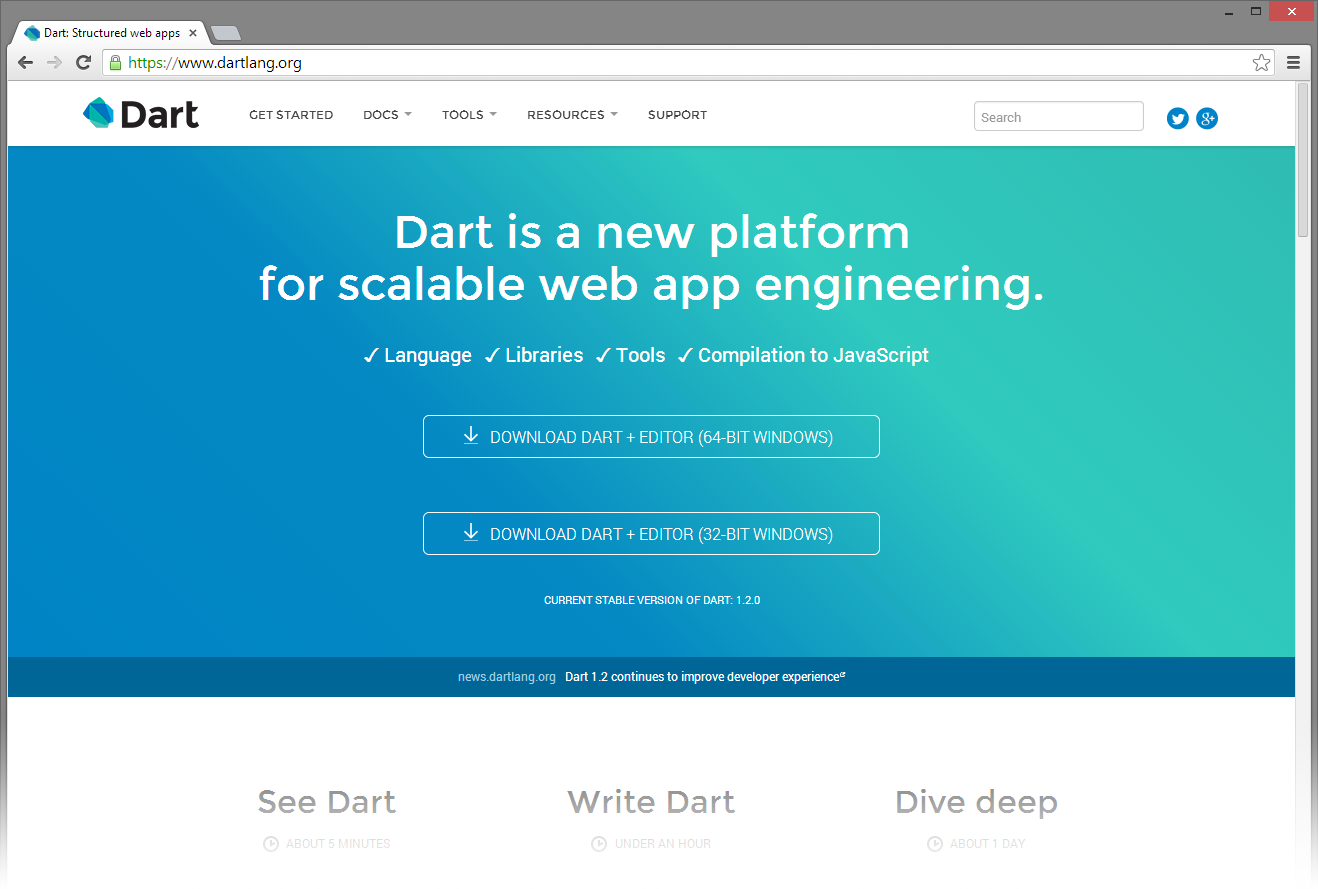 Dart: Structured web apps
https://www.dartlang.org
Dart GET STARTED DOCS TOOLS RESOURCES SUPPORT Search g+
Dart is a new platform
for scalable web app engineering.
✓ Language ✓ Libraries ✓ Tools ✓ Compilation to JavaScript
DOWNLOAD DART + EDITOR (64-BIT WINDOWS)
DOWNLOAD DART + EDITOR (32-BIT WINDOWS)
CURRENT STABLE VERSION OF DART: 1.2.0
news.dartlang.org Dart 1.2 continues to improve developer experience
See Dart Write Dart Dive deep
ABOUT 5 MINUTES UNDER AN HOUR ABOUT 1 DAY